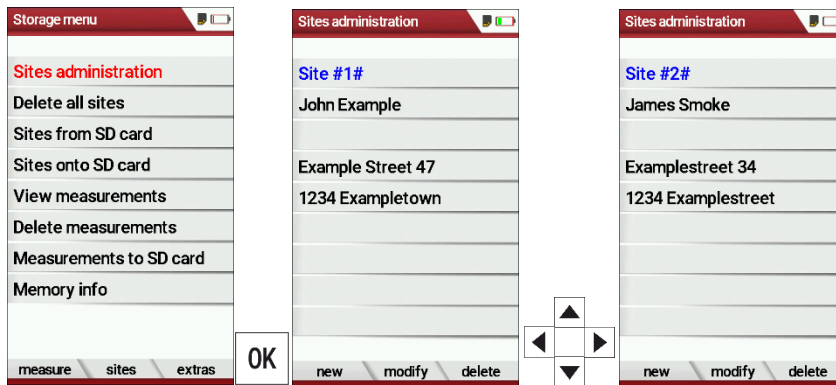 Storage menu
Sites administration
Delete all sites
Sites from SD card
Sites onto SD card
View measurements
Delete measurements
Measurements to SD card
Memory info
measure sites extras
OK
Sites administration
Site #1#
John Example
Example Street 47
1234 Exampletown
new modify delete
Sites administration
Site #2#
James Smoke
Examplestreet 34
1234 Examplestreet
new modify delete